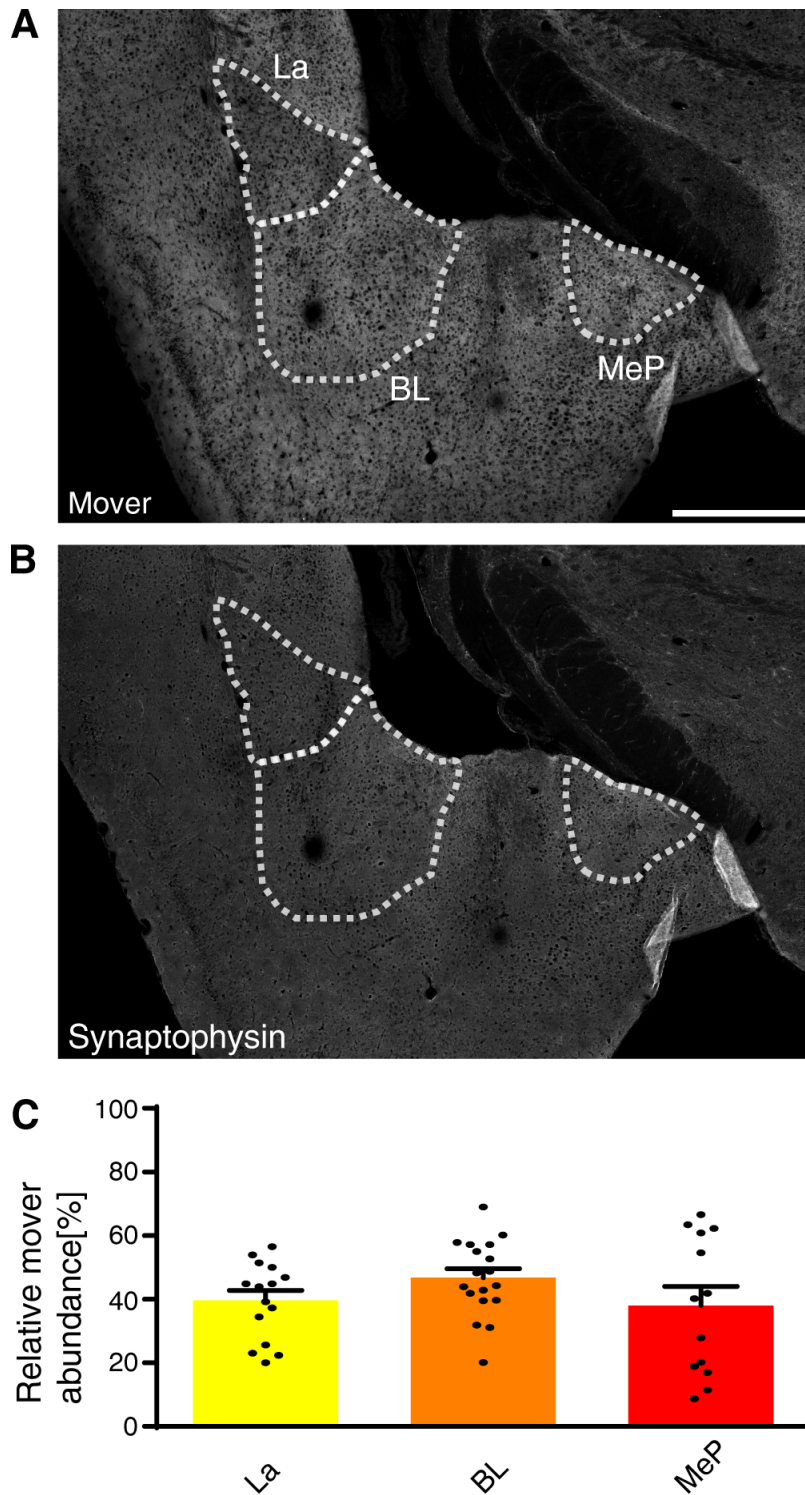 A
La
BL
MeP
Mover
B
Synaptophysin
C
100
80
60
40
20
0
Relative mover
abundance[%]
La
BL
MeP